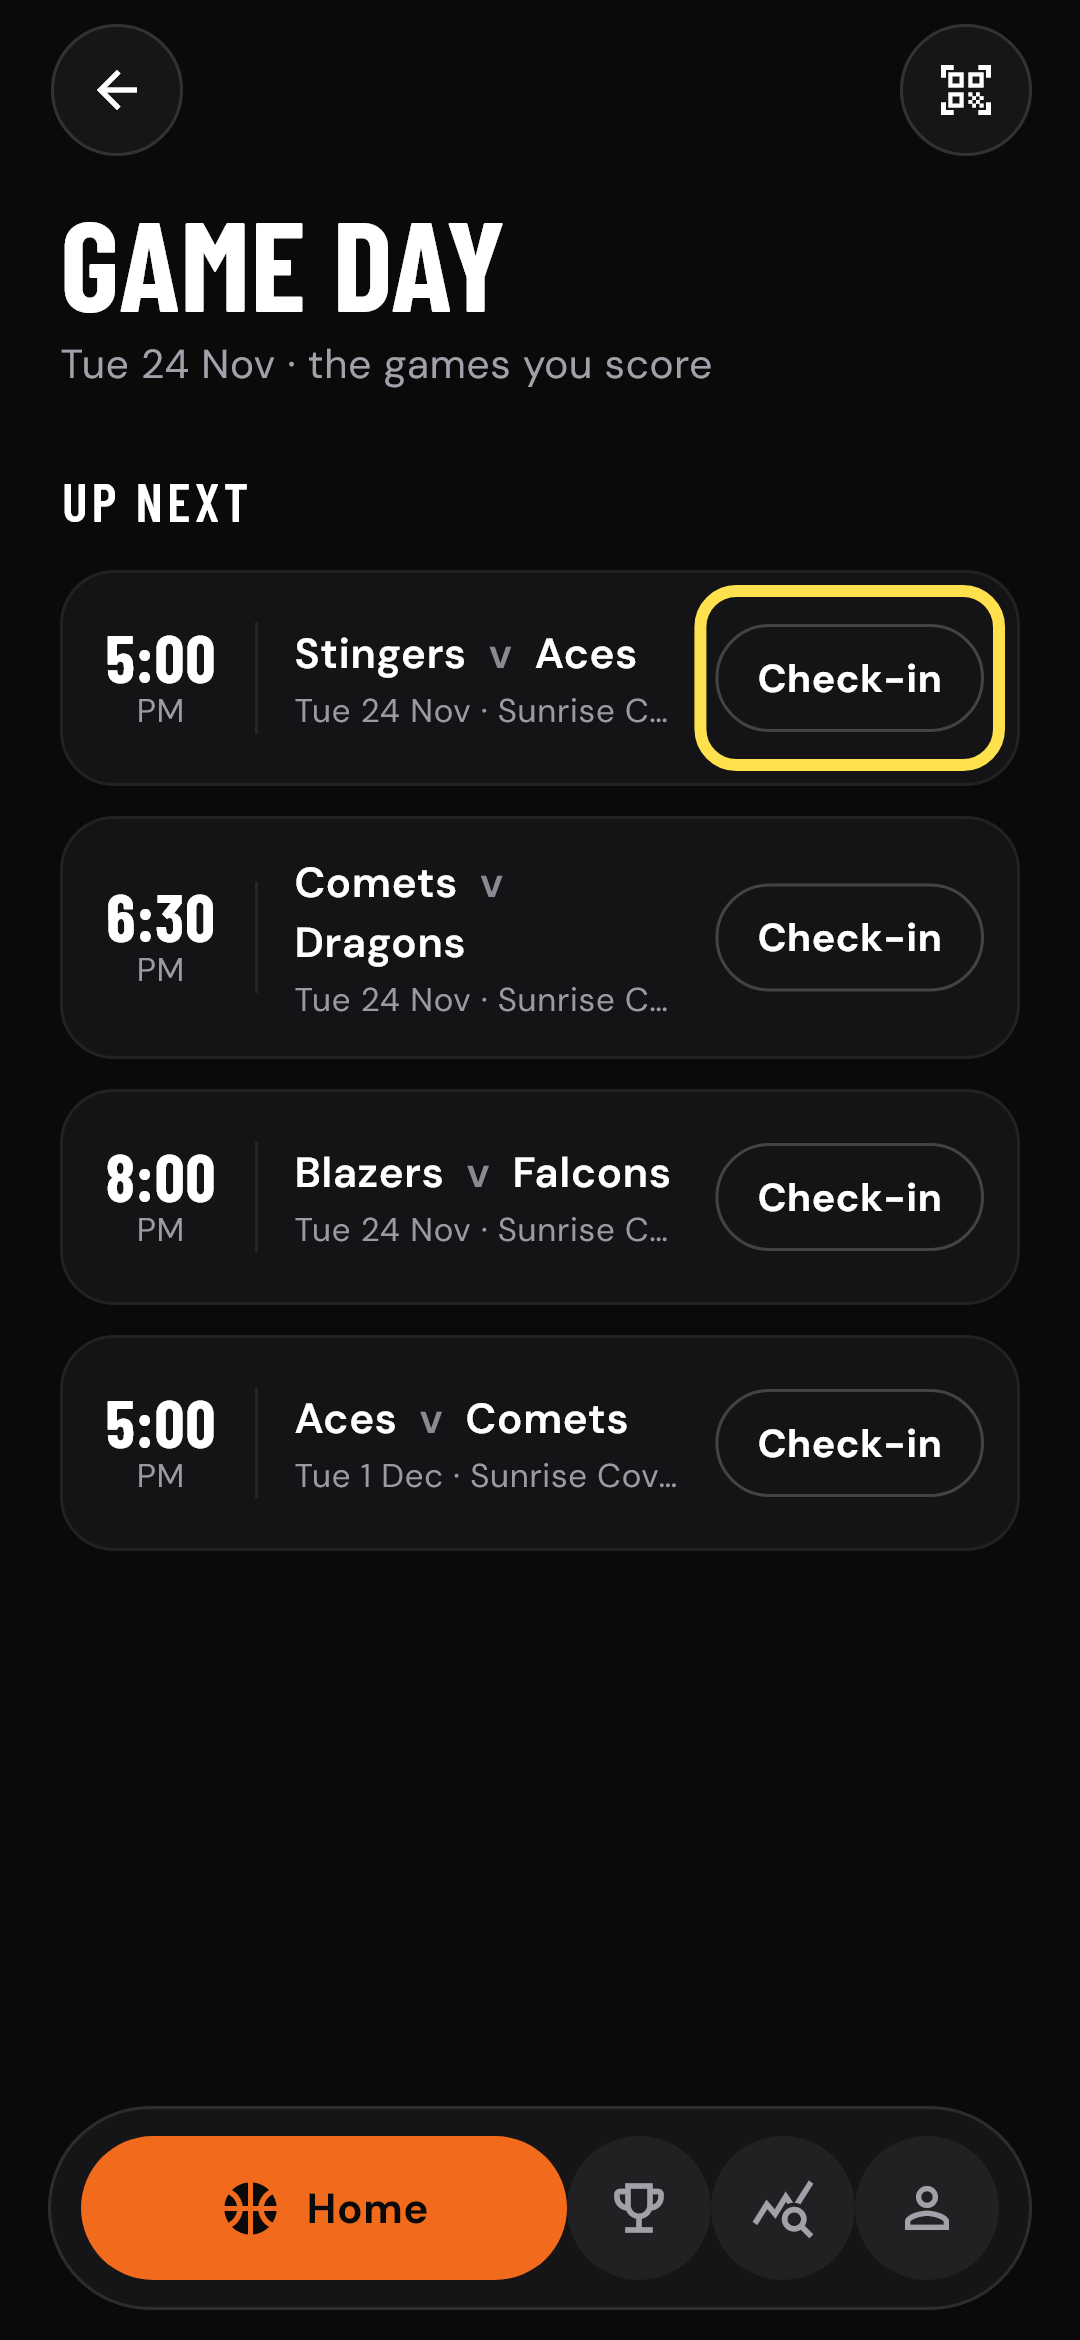 GAME DAY
Tue 24 Nov · the games you score
UP NEXT
5:00
PM
Stingers v Aces
Tue 24 Nov · Sunrise C...
Check-in
6:30
PM
Comets v
Dragons
Tue 24 Nov · Sunrise C...
Check-in
8:00
PM
Blazers v Falcons
Tue 24 Nov · Sunrise C...
Check-in
5:00
PM
Aces v Comets
Tue 1 Dec · Sunrise Cov...
Check-in
Home